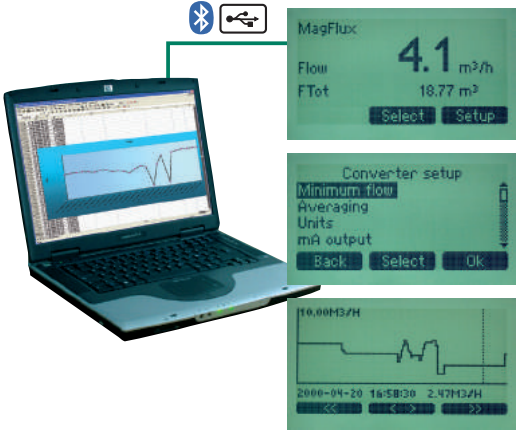 MagFlux
4.1 m³/h
Flow
FTot 18.77 m³
Select Setup
Converter setup
Minimum flow
Averaging
Units
mA output
Back Select Ok
10,00M3/H
2000-04-20 16:58:30 2.47M3/H
<< < > >>
hp